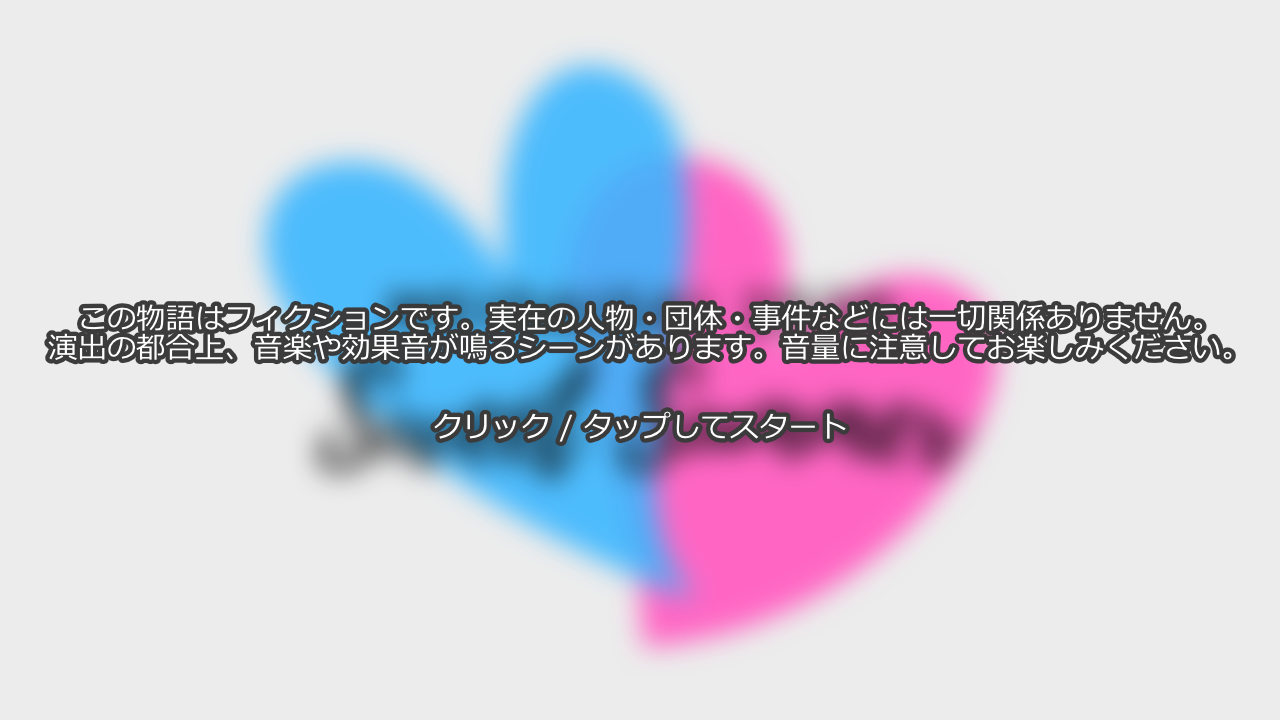 この物語はフィクションです。実在の人物・団体・事件などには一切関係ありません。
演出の都合上、音楽や効果音が鳴るシーンがあります。音量に注意してお楽しみください。
クリック / タップしてスタート